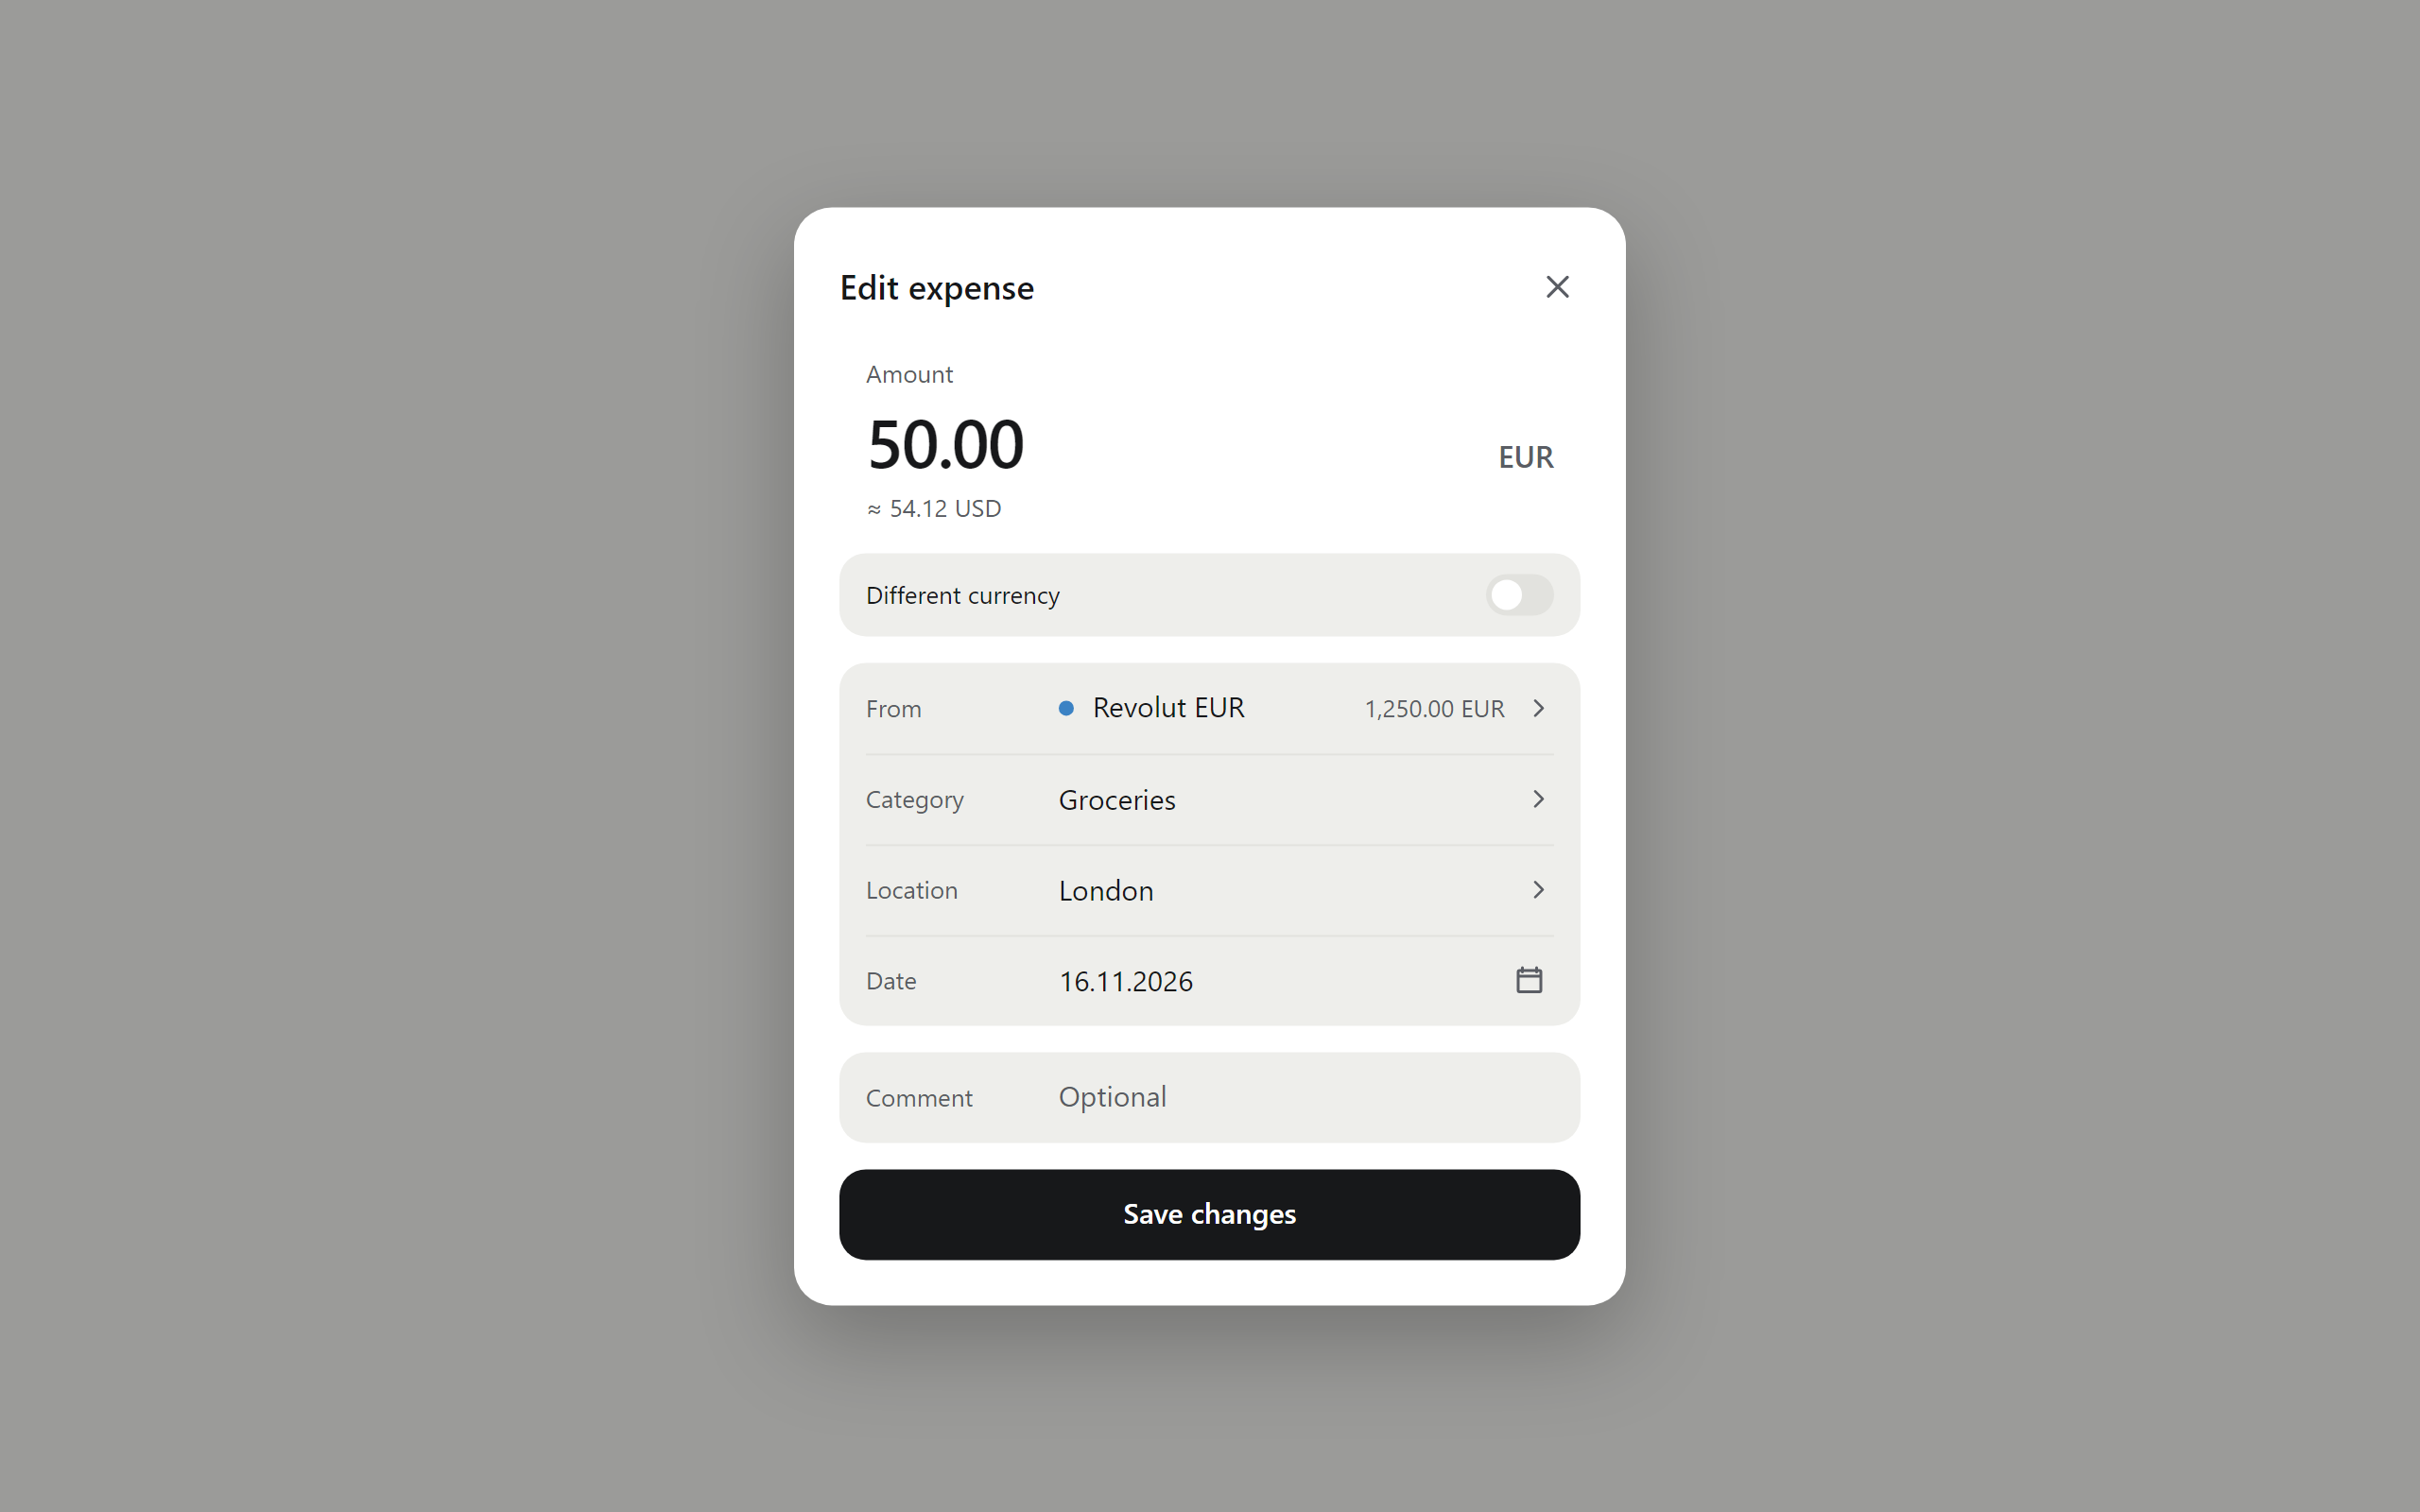 Edit expense
Amount
50.00 EUR
≈ 54.12 USD
Different currency
From Revolut EUR 1,250.00 EUR
Category Groceries
Location London
Date 16.11.2026
Comment Optional
Save changes